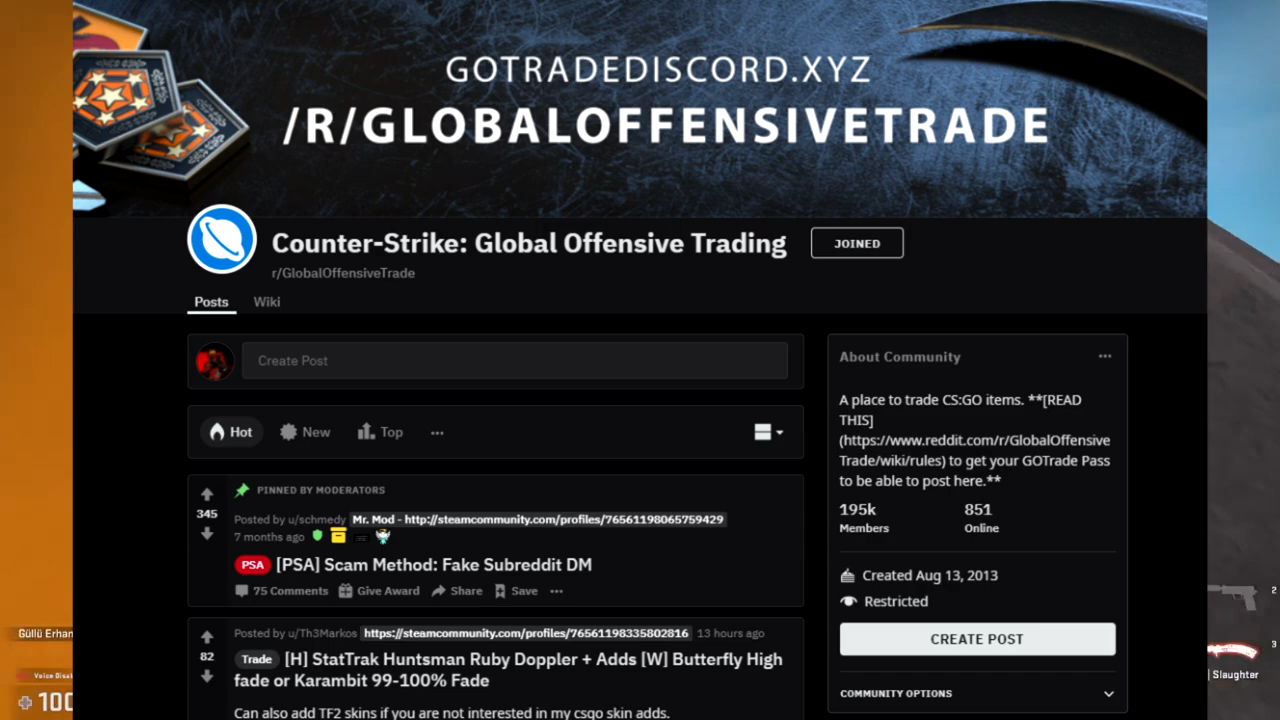 GOTRADEDISCORD.XYZ
/R/GLOBALOFFENSIVETRADE
Counter-Strike: Global Offensive Trading
JOINED
r/GlobalOffensiveTrade
Posts
Wiki
Create Post
Hot
New
Top
PINNED BY MODERATORS
345
Posted by u/schmedy Mr. Mod - http://steamcommunity.com/profiles/76561198065759429
7 months ago
PSA [PSA] Scam Method: Fake Subreddit DM
75 Comments Give Award Share Save
Posted by u/Th3Markos https://steamcommunity.com/profiles/76561198335802816 13 hours ago
82
Trade [H] StatTrak Huntsman Ruby Doppler + Adds [W] Butterfly High
fade or Karambit 99-100% Fade
Can also add TF2 skins if you are not interested in my csgo skin adds.
About Community
A place to trade CS:GO items. **[READ
THIS]
(https://www.reddit.com/r/GlobalOffensive
Trade/wiki/rules) to get your GOTrade Pass
to be able to post here.**
195k
Members
851
Online
Created Aug 13, 2013
Restricted
CREATE POST
COMMUNITY OPTIONS
Güllü Erhan
Voice Disa
100
2
3
| Slaughter